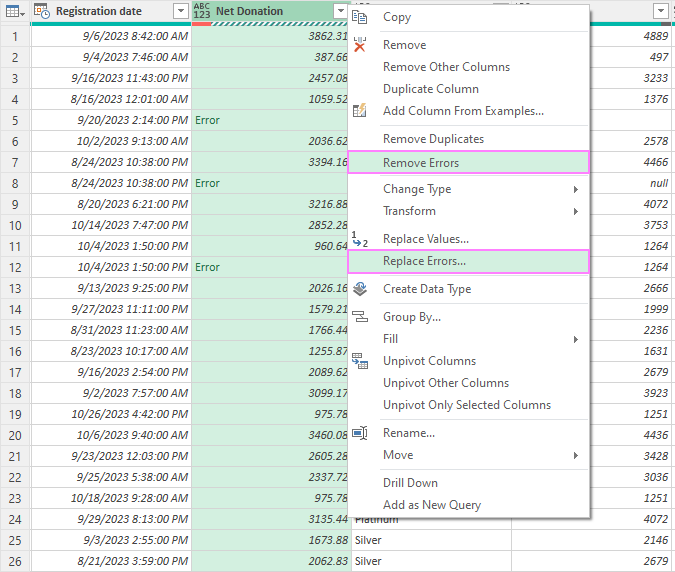 Registration date ABC 123 Net Donation
1 9/6/2023 8:42:00 AM 3862.31 4889
2 9/4/2023 7:46:00 AM 387.66 497
3 9/16/2023 11:43:00 PM 2457.08 3233
4 8/16/2023 12:01:00 AM 1059.52 1376
5 9/20/2023 2:14:00 PM Error
6 10/2/2023 9:13:00 AM 2036.62 2578
7 8/24/2023 10:38:00 PM 3394.16 4466
8 8/24/2023 10:38:00 PM Error null
9 8/20/2023 6:21:00 PM 3216.88 4072
10 10/14/2023 7:47:00 PM 2852.28 3753
11 10/4/2023 1:50:00 PM 960.64 1264
12 10/4/2023 1:50:00 PM Error 1264
13 9/13/2023 9:25:00 PM 2026.16 2666
14 9/27/2023 11:11:00 PM 1579.21 1999
15 8/31/2023 11:23:00 AM 1766.44 2236
16 8/23/2023 10:17:00 AM 1255.87 1631
17 9/16/2023 2:54:00 PM 2089.62 2679
18 9/2/2023 7:57:00 AM 3099.17 3923
19 10/26/2023 4:42:00 PM 975.78 1251
20 10/6/2023 9:40:00 AM 3460.08 4436
21 9/23/2023 12:03:00 PM 2605.28 3428
22 9/25/2023 5:38:00 AM 2337.72 3036
23 10/18/2023 9:28:00 AM 975.78 1251
24 9/29/2023 8:13:00 PM 3135.44 Platinum 4072
25 9/3/2023 2:55:00 PM 1673.88 Silver 2146
26 8/21/2023 3:59:00 PM 2062.83 Silver 2679
Copy
Remove
Remove Other Columns
Duplicate Column
Add Column From Examples...
Remove Duplicates
Remove Errors
Change Type
Transform
Replace Values...
Replace Errors...
Create Data Type
Group By...
Fill
Unpivot Columns
Unpivot Other Columns
Unpivot Only Selected Columns
Rename...
Move
Drill Down
Add as New Query